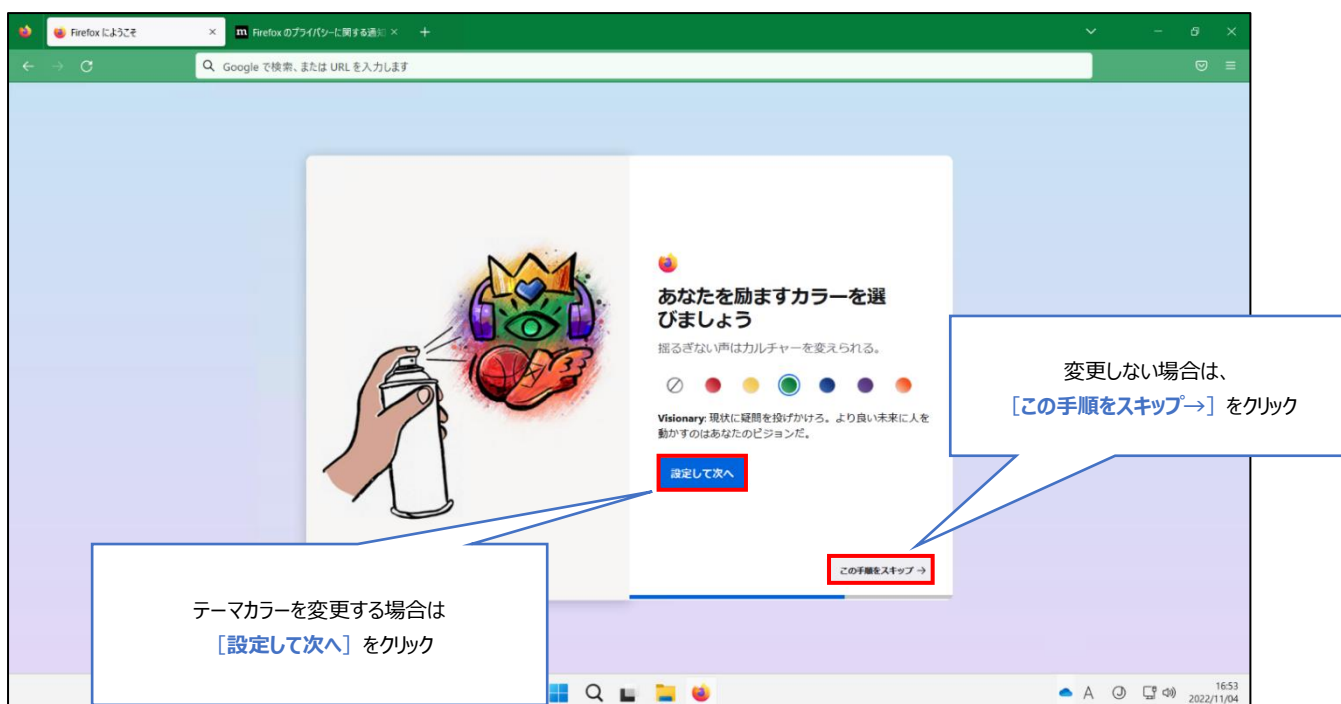 Firefox にようこそ
Firefox のプライバシーに関する通知
Google で検索、または URL を入力します
あなたを励ますカラーを選
びましょう
揺るぎない声はカルチャーを変えられる。
Visionary: 現状に疑問を投げかけろ。より良い未来に人を
動かすのはあなたのビジョンだ。
設定して次へ
この手順をスキップ →
変更しない場合は、
［この手順をスキップ→］をクリック
テーマカラーを変更する場合は
［設定して次へ］をクリック
A
16:53
2022/11/04